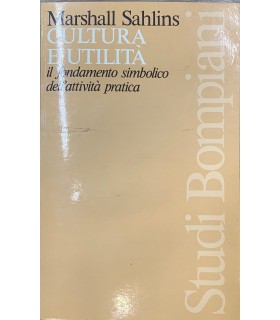 Marshall Sahlins
CULTURA
E UTILITÀ
il fondamento simbolico
dell'attività pratica
Studi Bompiani